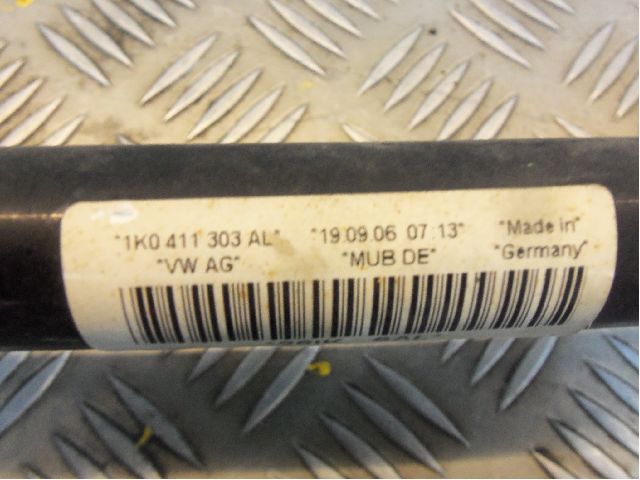 "1K0 411 303 AL" "19.09.06 07:13" "Made in"
"VW AG" "MUB DE" "Germany"